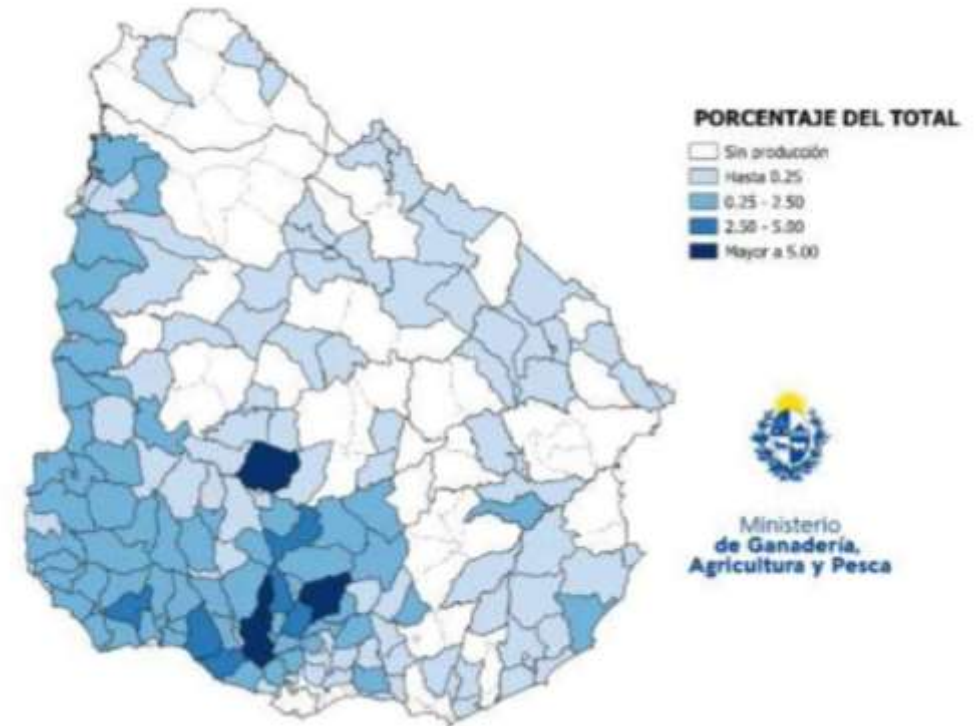 PORCENTAJE DEL TOTAL
Sin producción
Hasta 0.25
0.25 - 2.50
2.50 - 5.00
Mayor a 5.00
Ministerio
de Ganadería,
Agricultura y Pesca